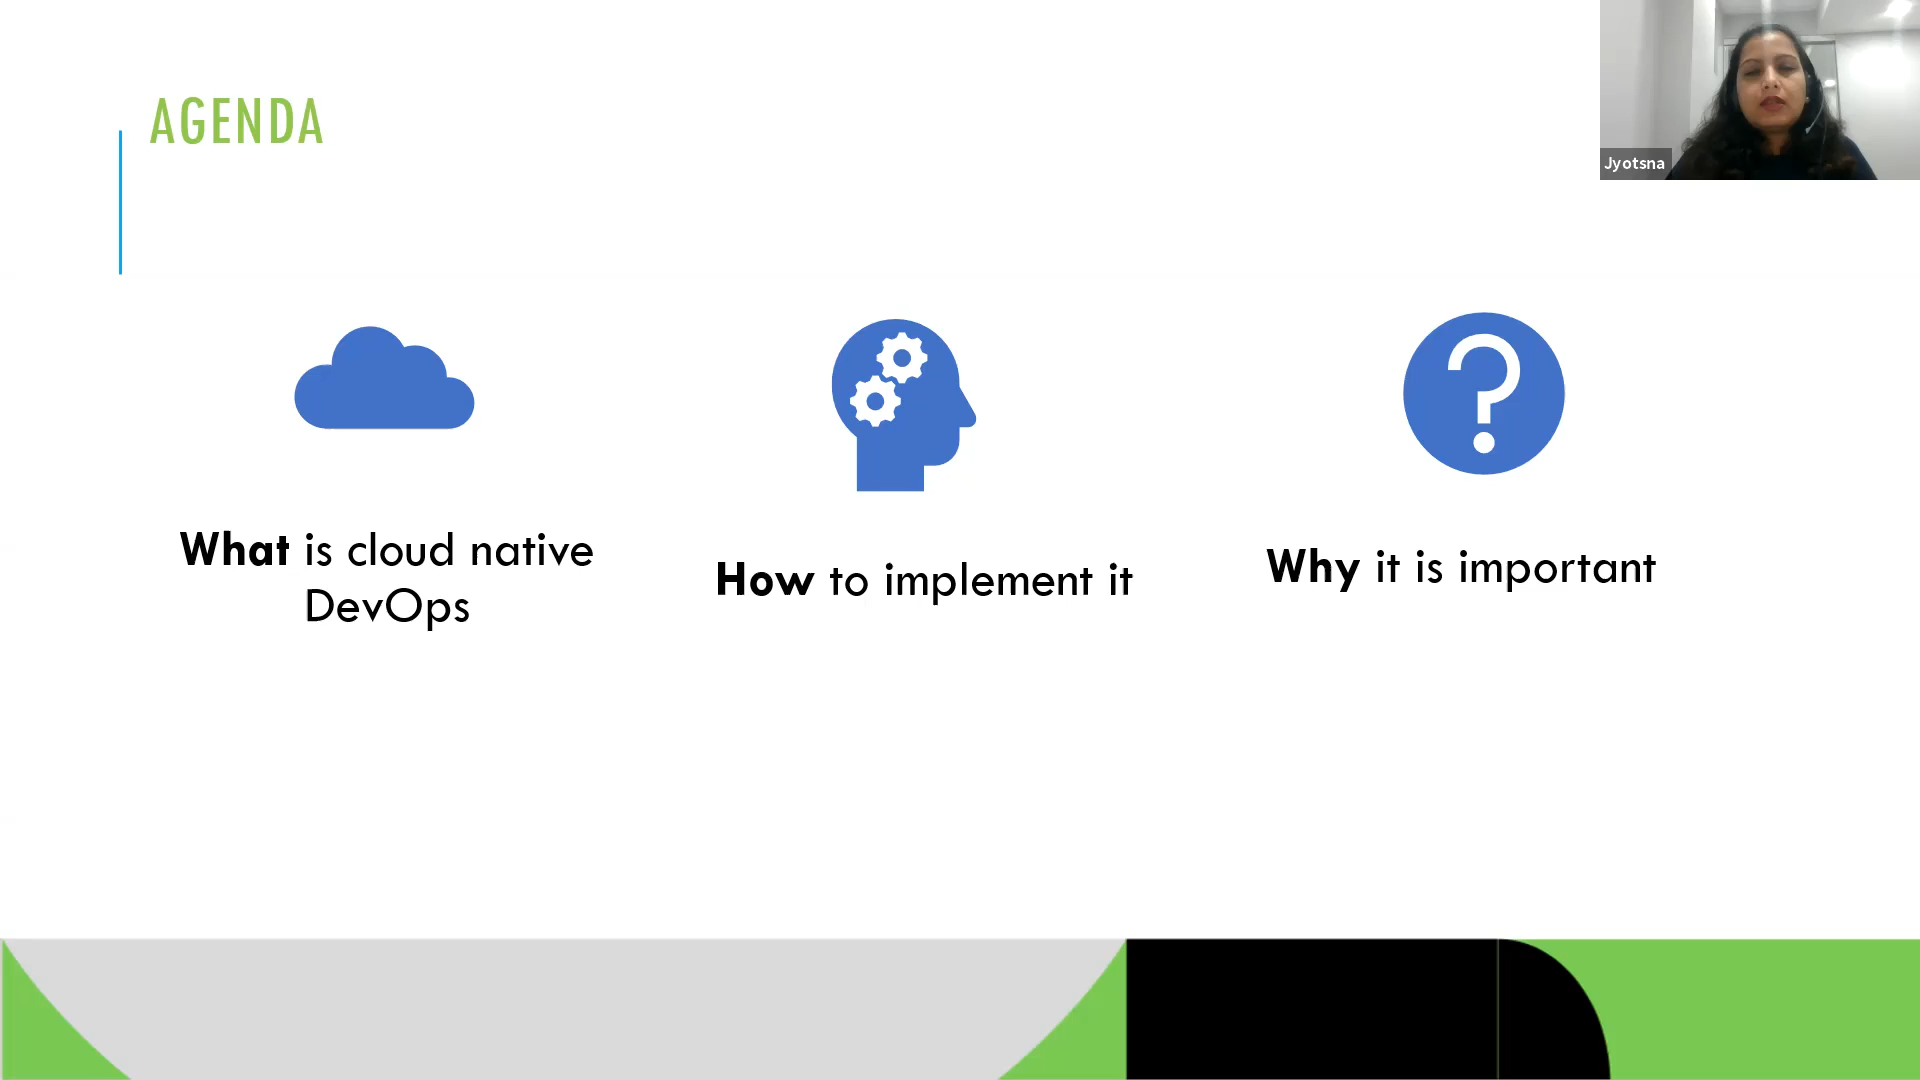 AGENDA
Jyotsna
What is cloud native
DevOps
How to implement it
Why it is important